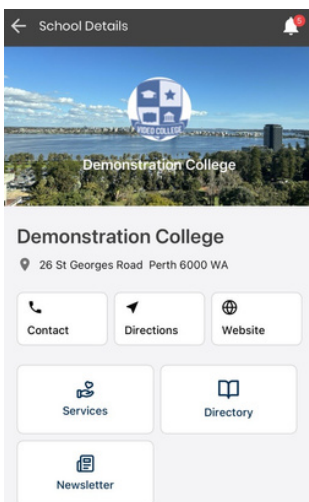 School Details
5
VIDEO COLLEGE
Demonstration College
Demonstration College
26 St Georges Road Perth 6000 WA
Contact
Directions
Website
Services
Directory
Newsletter